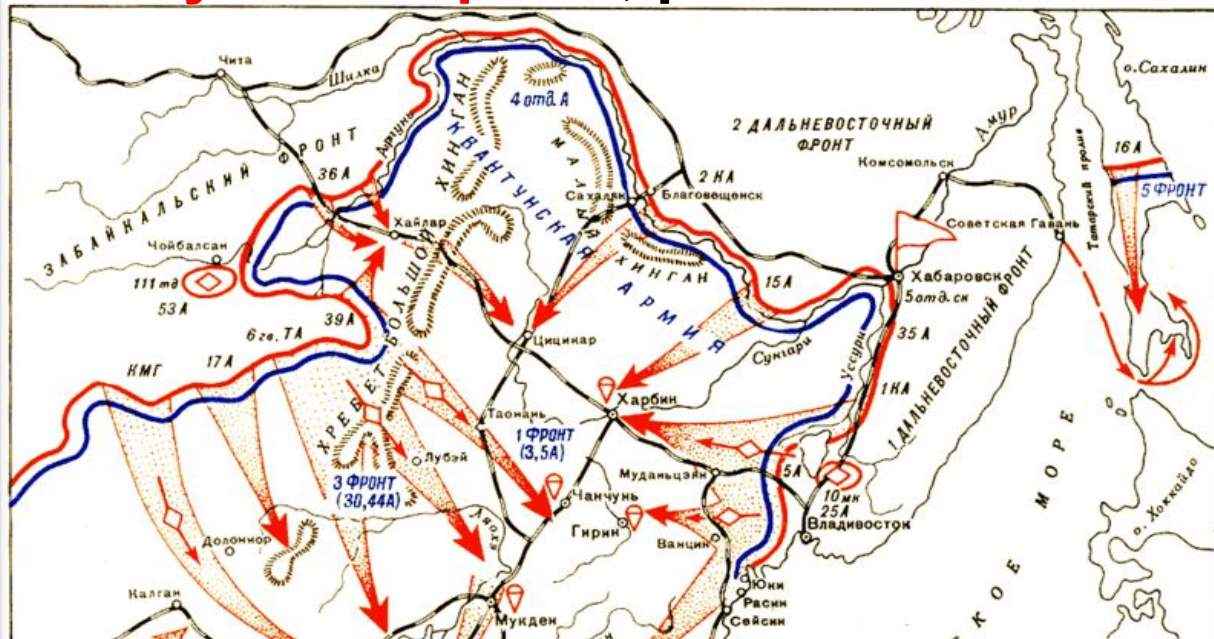 Чита
Шилка
о. Сахалин
4 отд. А
Аргунь
ХИНГАН
2 ДАЛЬНЕВОСТОЧНЫЙ
ФРОНТ
Амур
Комсомольск
16 А
5 ФРОНТ
Татарский пролив
ЗАБАЙКАЛЬСКИЙ ФРОНТ
36 А
КВАНТУНСКАЯ АРМИЯ
МАЛЫЙ
2 КА
Сахалян
Благовещенск
Хайлар
Советская Гавань
Чойбалсан
ХИНГАН
111 тд
53 А
БОЛЬШОЙ
15 А
Хабаровск
5 отд. ск
39 А
6 гв. ТА
35 А
Цицикар
Сунгари
Уссури
17 А
КМГ
1 КА
1 ДАЛЬНЕВОСТОЧНЫЙ ФРОНТ
ХРЕБЕТ
Харбин
Таонань
1 ФРОНТ
(3,5А)
Лубэй
Муданьцзян
5А
3 ФРОНТ
(30,44А)
Чанчунь
10 мк
25 А
Владивосток
Гирин
Ванцин
Ляохэ
Долоннор
о. Хоккайдо
МОРЕ
Юки
Расин
Сейсин
Калган
Мукден
СКОЕ